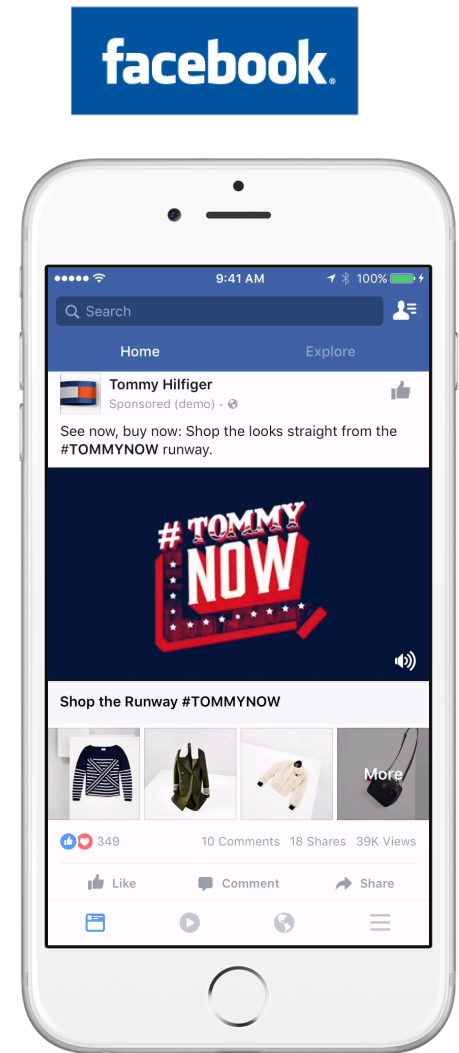 facebook®
9:41 AM
100%
Search
Home
Explore
Tommy Hilfiger
Sponsored (demo) ·
See now, buy now: Shop the looks straight from the
#TOMMYNOW runway.
# TOMMY
NOW
Shop the Runway #TOMMYNOW
More
349
10 Comments 18 Shares 39K Views
Like
Comment
Share